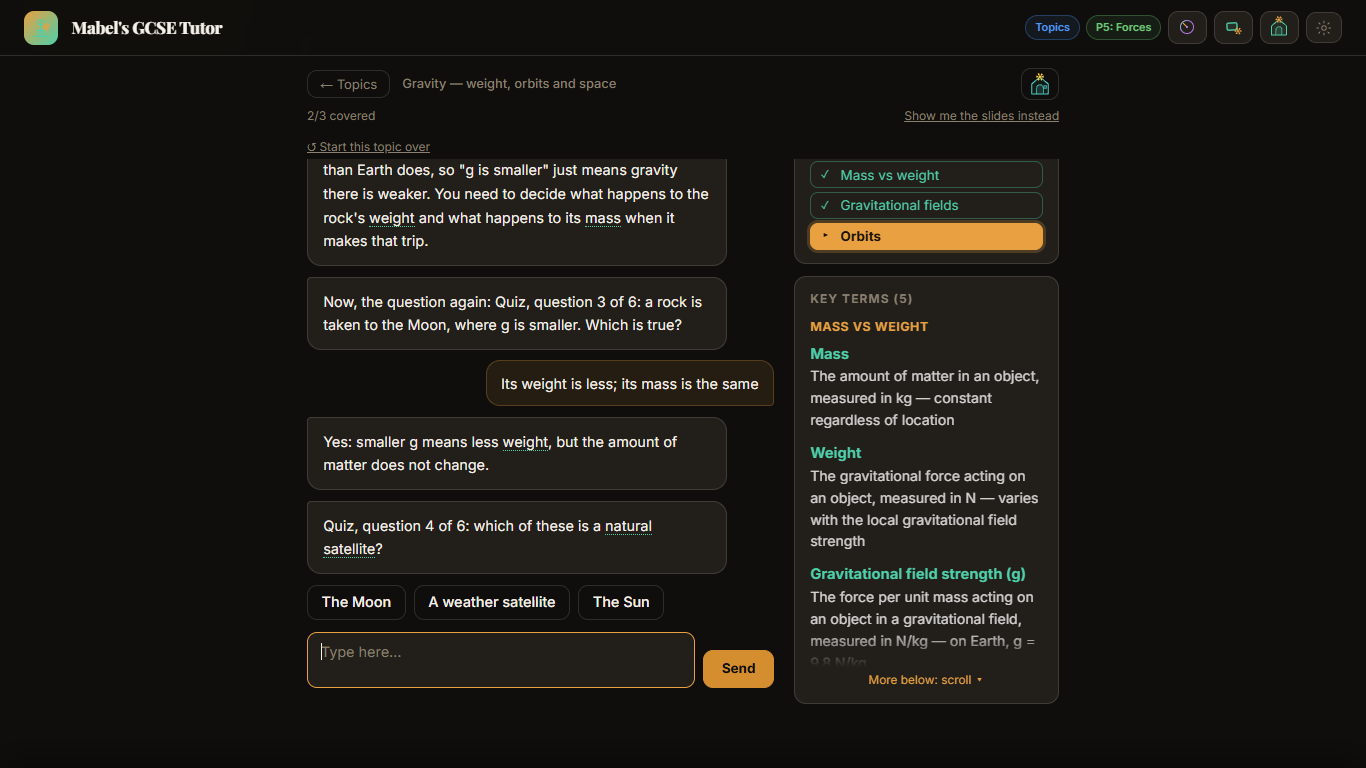 Mabel's GCSE Tutor
Topics
P5: Forces
← Topics
Gravity — weight, orbits and space
2/3 covered
Show me the slides instead
↺ Start this topic over
than Earth does, so "g is smaller" just means gravity
there is weaker. You need to decide what happens to the
rock's weight and what happens to its mass when it
makes that trip.
Now, the question again: Quiz, question 3 of 6: a rock is
taken to the Moon, where g is smaller. Which is true?
Its weight is less; its mass is the same
Yes: smaller g means less weight, but the amount of
matter does not change.
Quiz, question 4 of 6: which of these is a natural
satellite?
The Moon
A weather satellite
The Sun
Type here...
Send
✓ Mass vs weight
✓ Gravitational fields
‣ Orbits
KEY TERMS (5)
MASS VS WEIGHT
Mass
The amount of matter in an object,
measured in kg — constant
regardless of location
Weight
The gravitational force acting on
an object, measured in N — varies
with the local gravitational field
strength
Gravitational field strength (g)
The force per unit mass acting on
an object in a gravitational field,
measured in N/kg — on Earth, g =
9.8 N/kg
More below: scroll ▾